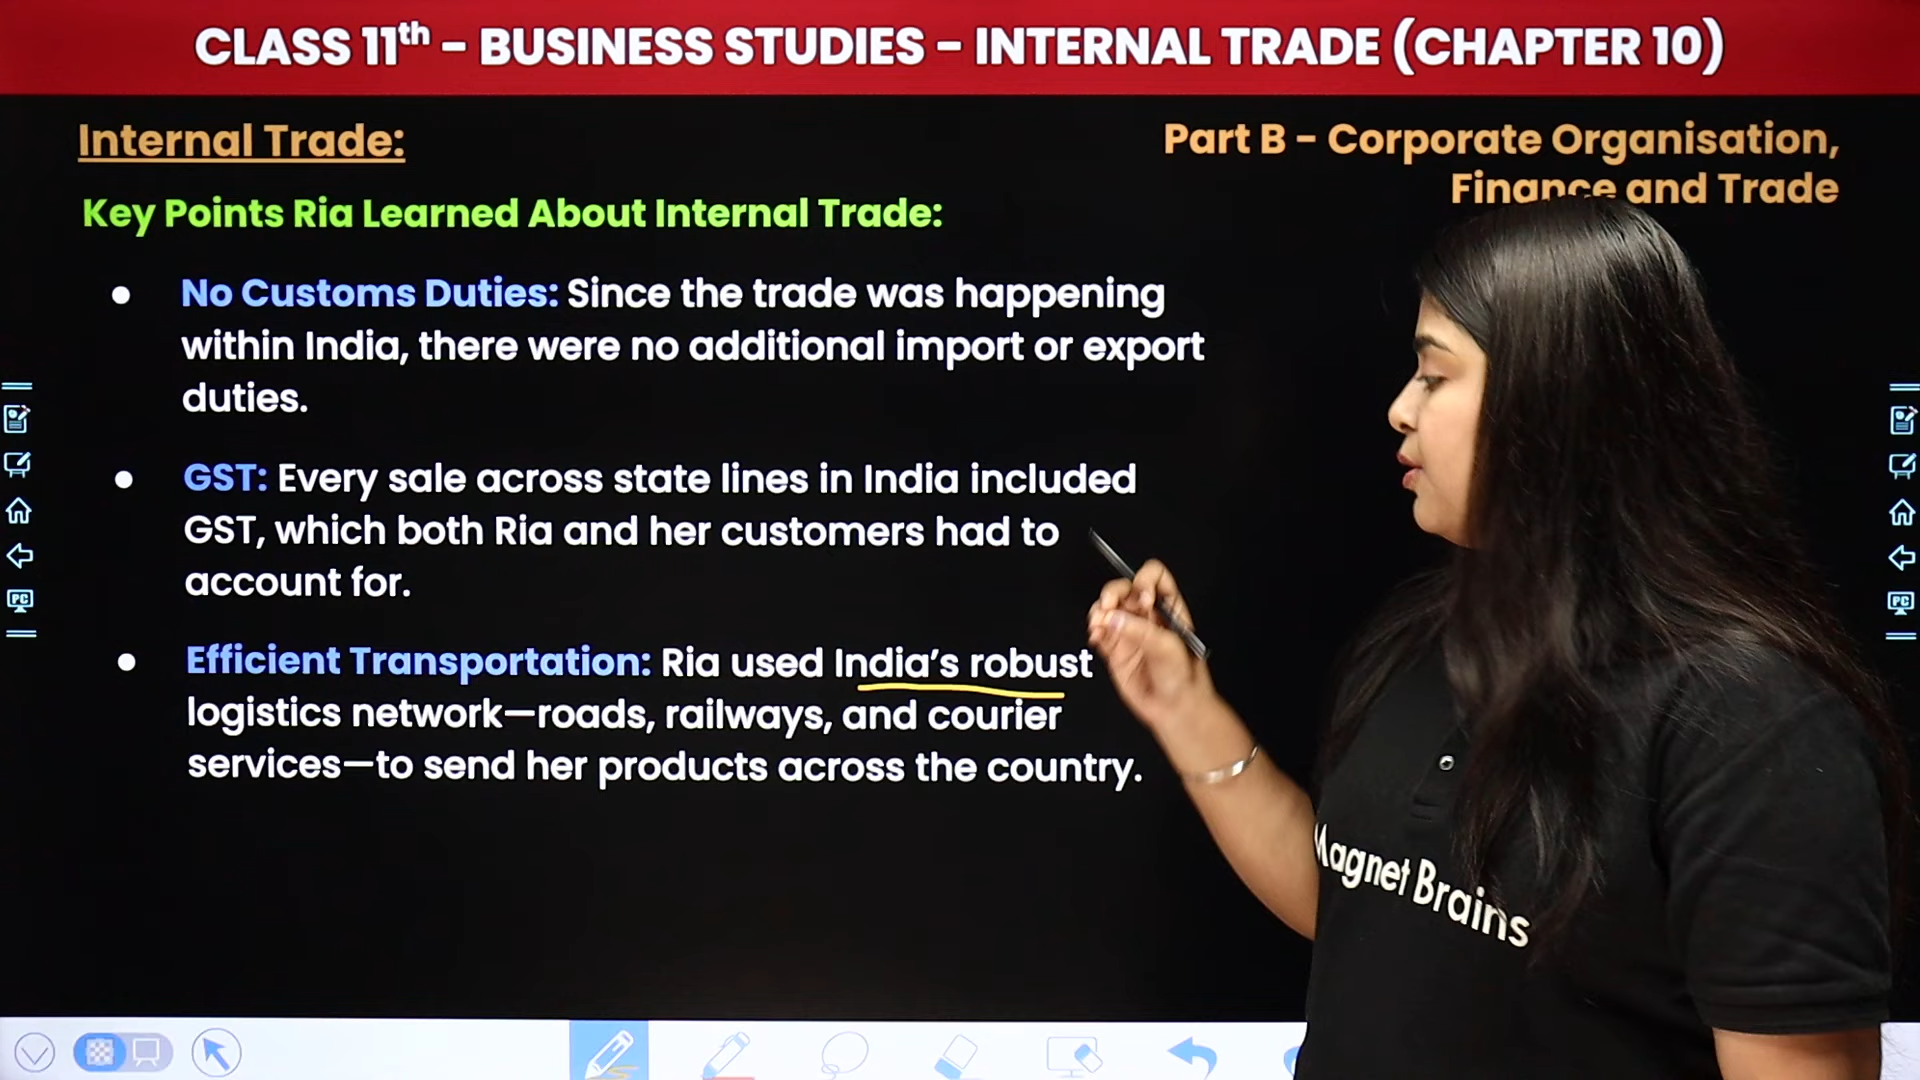 CLASS 11th – BUSINESS STUDIES – INTERNAL TRADE (CHAPTER 10)
Internal Trade:
Part B – Corporate Organisation,
Finance and Trade
Key Points Ria Learned About Internal Trade:
● No Customs Duties: Since the trade was happening
within India, there were no additional import or export
duties.
● GST: Every sale across state lines in India included
GST, which both Ria and her customers had to
account for.
● Efficient Transportation: Ria used India’s robust
logistics network—roads, railways, and courier
services—to send her products across the country.
Magnet Brains
PC
PC